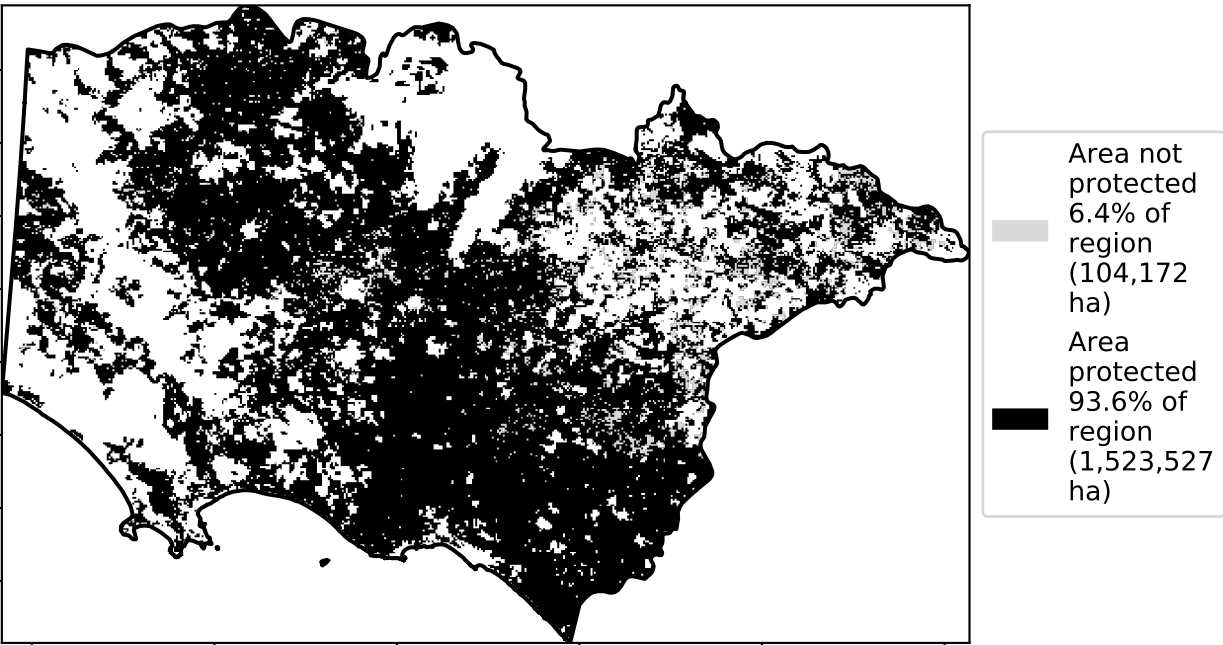 Area not
protected
6.4% of
region
(104,172
ha)
Area
protected
93.6% of
region
(1,523,527
ha)